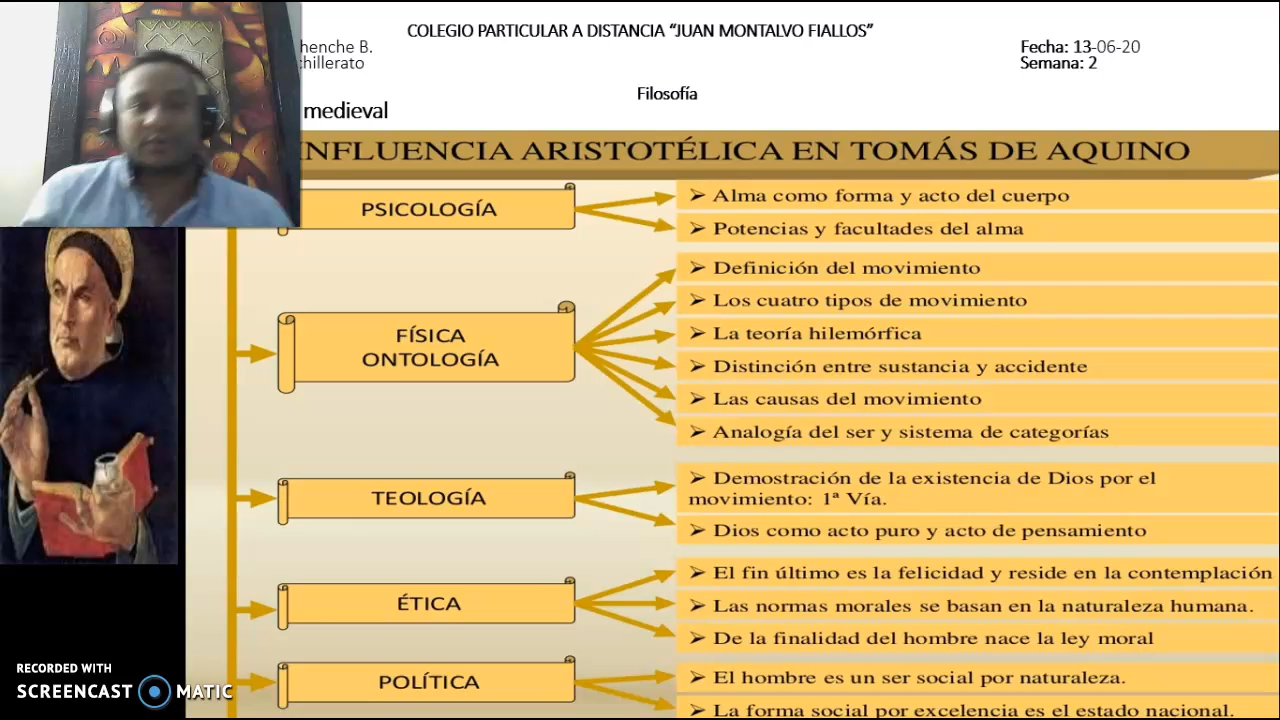 COLEGIO PARTICULAR A DISTANCIA “JUAN MONTALVO FIALLOS”
henche B.
Fecha: 13-06-20
hillerato
Semana: 2
Filosofía
medieval
INFLUENCIA ARISTOTÉLICA EN TOMÁS DE AQUINO
PSICOLOGÍA
➢ Alma como forma y acto del cuerpo
➢ Potencias y facultades del alma
FÍSICA
ONTOLOGÍA
➢ Definición del movimiento
➢ Los cuatro tipos de movimiento
➢ La teoría hilemórfica
➢ Distinción entre sustancia y accidente
➢ Las causas del movimiento
➢ Analogía del ser y sistema de categorías
TEOLOGÍA
➢ Demostración de la existencia de Dios por el
movimiento: 1ª Vía.
➢ Dios como acto puro y acto de pensamiento
ÉTICA
➢ El fin último es la felicidad y reside en la contemplación
➢ Las normas morales se basan en la naturaleza humana.
➢ De la finalidad del hombre nace la ley moral
POLÍTICA
➢ El hombre es un ser social por naturaleza.
➢ La forma social por excelencia es el estado nacional.
RECORDED WITH
SCREENCAST MATIC